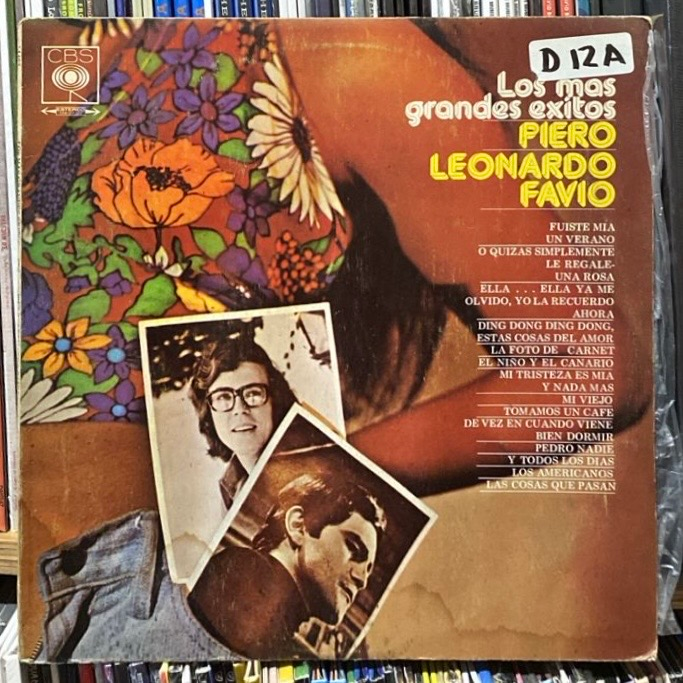 CBS
ESTEREO
D 12 A
Los mas
grandes exitos
PIERO
LEONARDO
FAVIO
FUISTE MIA
UN VERANO
O QUIZAS SIMPLEMENTE
LE REGALE-
UNA ROSA
ELLA . . . ELLA YA ME
OLVIDO, YO LA RECUERDO
AHORA
DING DONG DING DONG,
ESTAS COSAS DEL AMOR
LA FOTO DE CARNET
EL NIÑO Y EL CANARIO
MI TRISTEZA ES MIA
Y NADA MAS
MI VIEJO
TOMAMOS UN CAFE
DE VEZ EN CUANDO VIENE
BIEN DORMIR
PEDRO NADIE
Y TODOS LOS DIAS
LOS AMERICANOS
LAS COSAS QUE PASAN